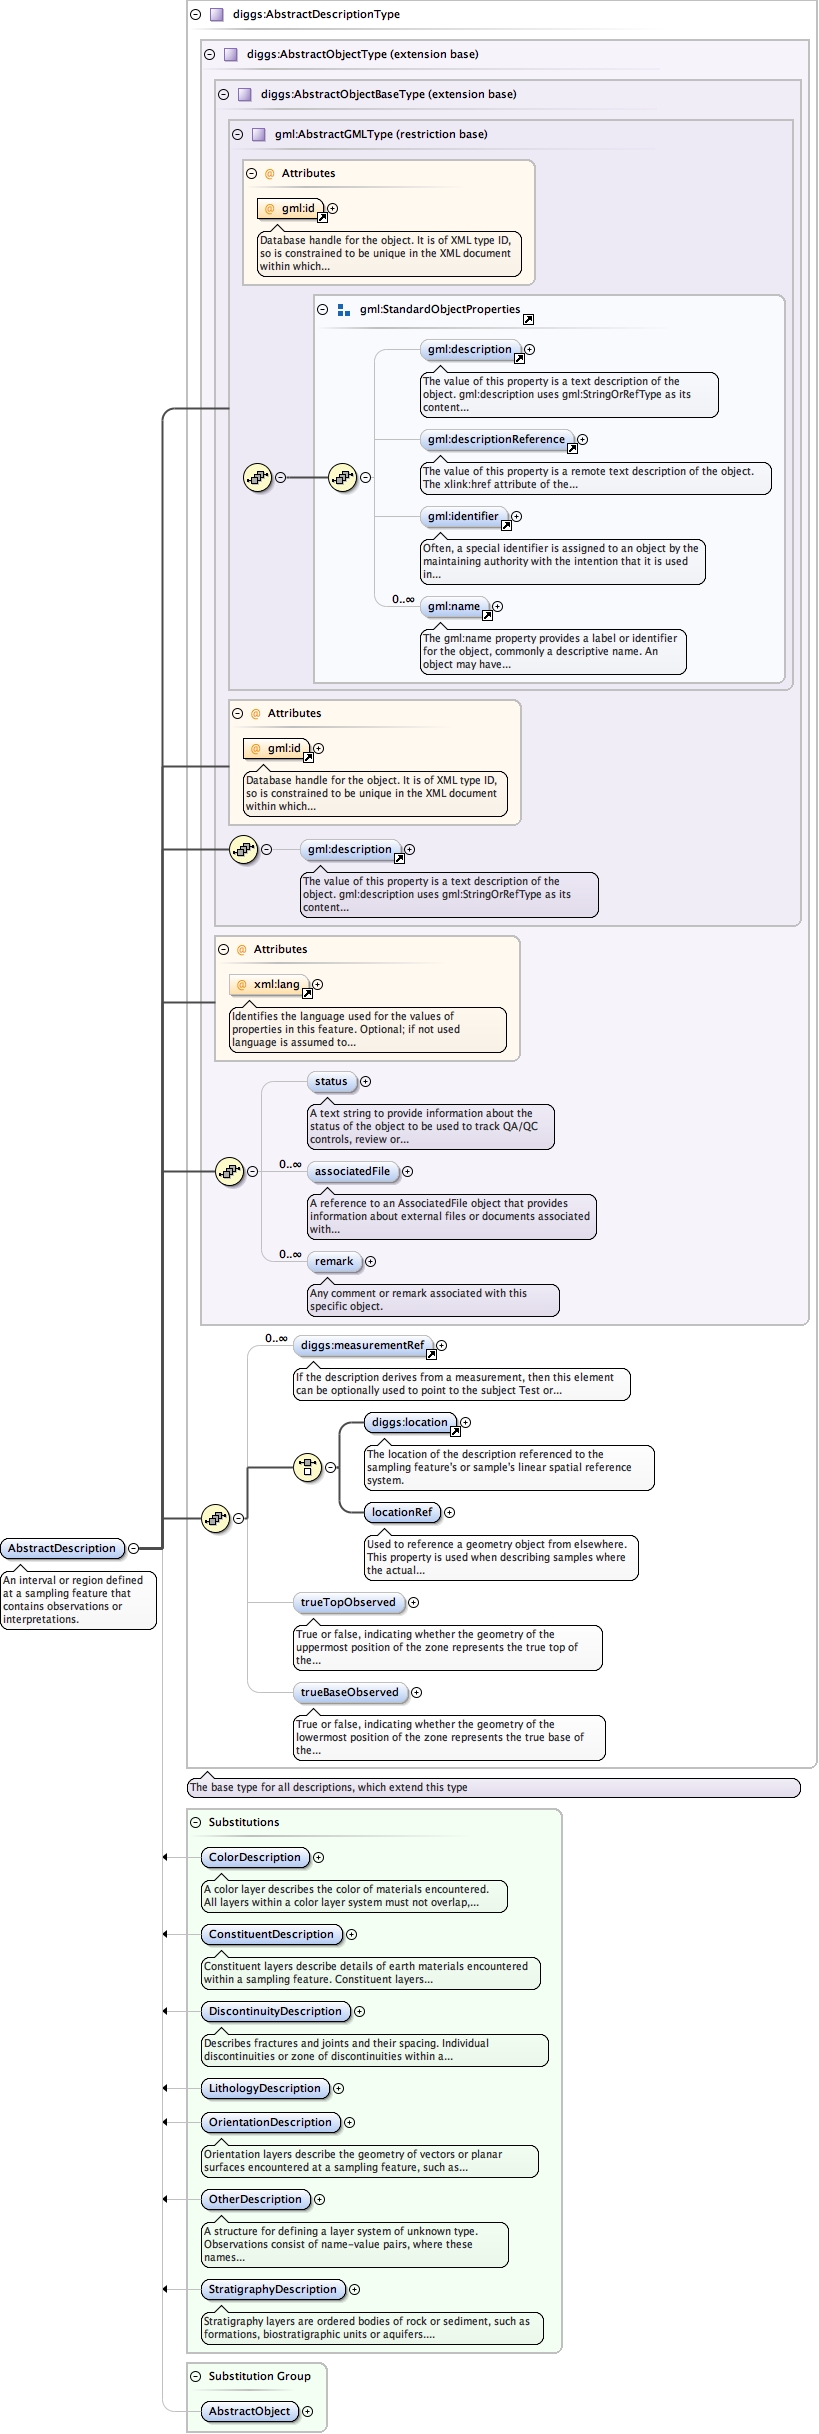 diggs:AbstractDescriptionType
diggs:AbstractObjectType (extension base)
diggs:AbstractObjectBaseType (extension base)
gml:AbstractGMLType (restriction base)
@ Attributes
@ gml:id
Database handle for the object. It is of XML type ID,
so is constrained to be unique in the XML document
within which...
gml:StandardObjectProperties
gml:description
The value of this property is a text description of the
object. gml:description uses gml:StringOrRefType as its
content...
gml:descriptionReference
The value of this property is a remote text description of the object.
The xlink:href attribute of the...
gml:identifier
Often, a special identifier is assigned to an object by the
maintaining authority with the intention that it is used
in...
0..∞ gml:name
The gml:name property provides a label or identifier
for the object, commonly a descriptive name. An
object may have...
@ Attributes
@ gml:id
Database handle for the object. It is of XML type ID,
so is constrained to be unique in the XML document
within which...
gml:description
The value of this property is a text description of the
object. gml:description uses gml:StringOrRefType as its
content...
@ Attributes
@ xml:lang
Identifies the language used for the values of
properties in this feature. Optional; if not used
language is assumed to...
status
A text string to provide information about the
status of the object to be used to track QA/QC
controls, review or...
0..∞ associatedFile
A reference to an AssociatedFile object that provides
information about external files or documents associated
with...
0..∞ remark
Any comment or remark associated with this
specific object.
0..∞ diggs:measurementRef
If the description derives from a measurement, then this element
can be optionally used to point to the subject Test or...
diggs:location
The location of the description referenced to the
sampling feature's or sample's linear spatial reference
system.
locationRef
Used to reference a geometry object from elsewhere.
This property is used when describing samples where
the actual...
AbstractDescription
An interval or region defined
at a sampling feature that
contains observations or
interpretations.
trueTopObserved
True or false, indicating whether the geometry of the
uppermost position of the zone represents the true top of
the...
trueBaseObserved
True or false, indicating whether the geometry of the
lowermost position of the zone represents the true base of
the...
The base type for all descriptions, which extend this type
Substitutions
ColorDescription
A color layer describes the color of materials encountered.
All layers within a color layer system must not overlap,...
ConstituentDescription
Constituent layers describe details of earth materials encountered
within a sampling feature. Constituent layers...
DiscontinuityDescription
Describes fractures and joints and their spacing. Individual
discontinuities or zone of discontinuities within a...
LithologyDescription
OrientationDescription
Orientation layers describe the geometry of vectors or planar
surfaces encountered at a sampling feature, such as...
OtherDescription
A structure for defining a layer system of unknown type.
Observations consist of name-value pairs, where these
names...
StratigraphyDescription
Stratigraphy layers are ordered bodies of rock or sediment, such as
formations, biostratigraphic units or aquifers....
Substitution Group
AbstractObject